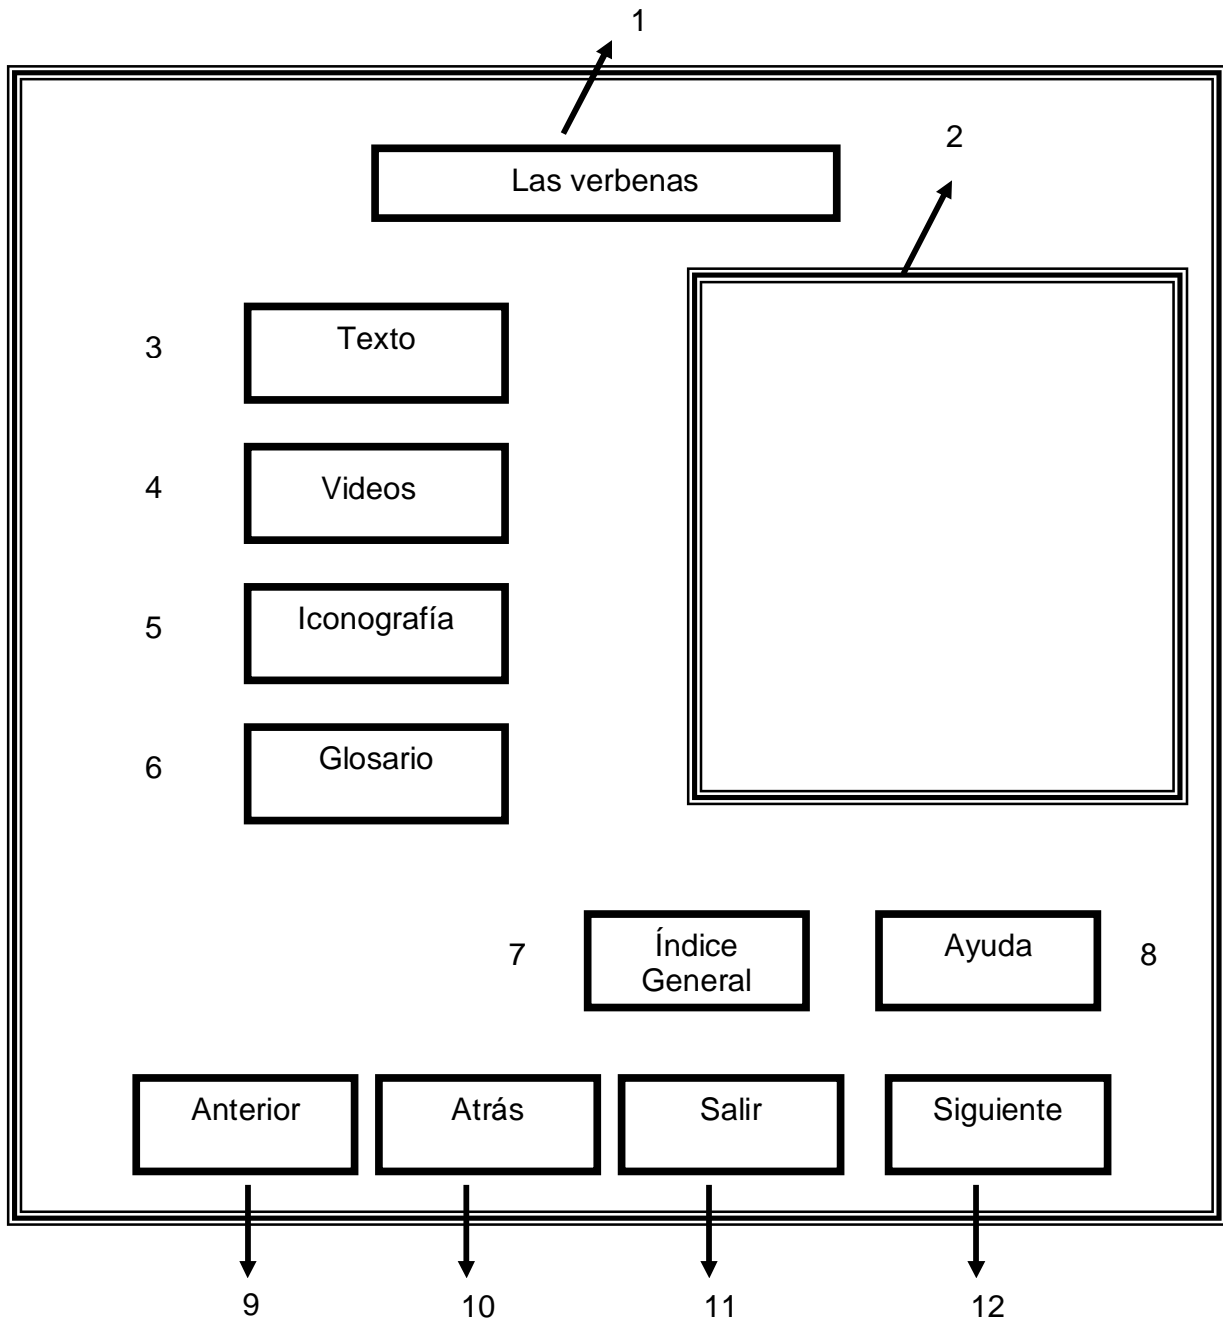 1
2
Las verbenas
3
Texto
4
Videos
5
Iconografía
6
Glosario
7
Índice
General
Ayuda
8
Anterior
Atrás
Salir
Siguiente
9
10
11
12